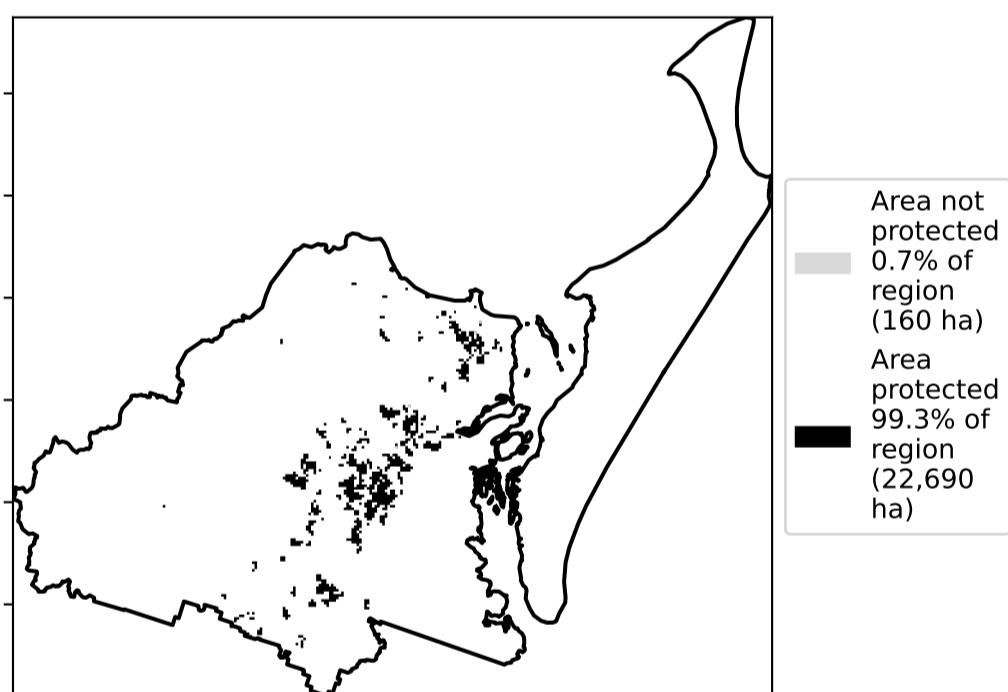 Area not
protected
0.7% of
region
(160 ha)
Area
protected
99.3% of
region
(22,690
ha)